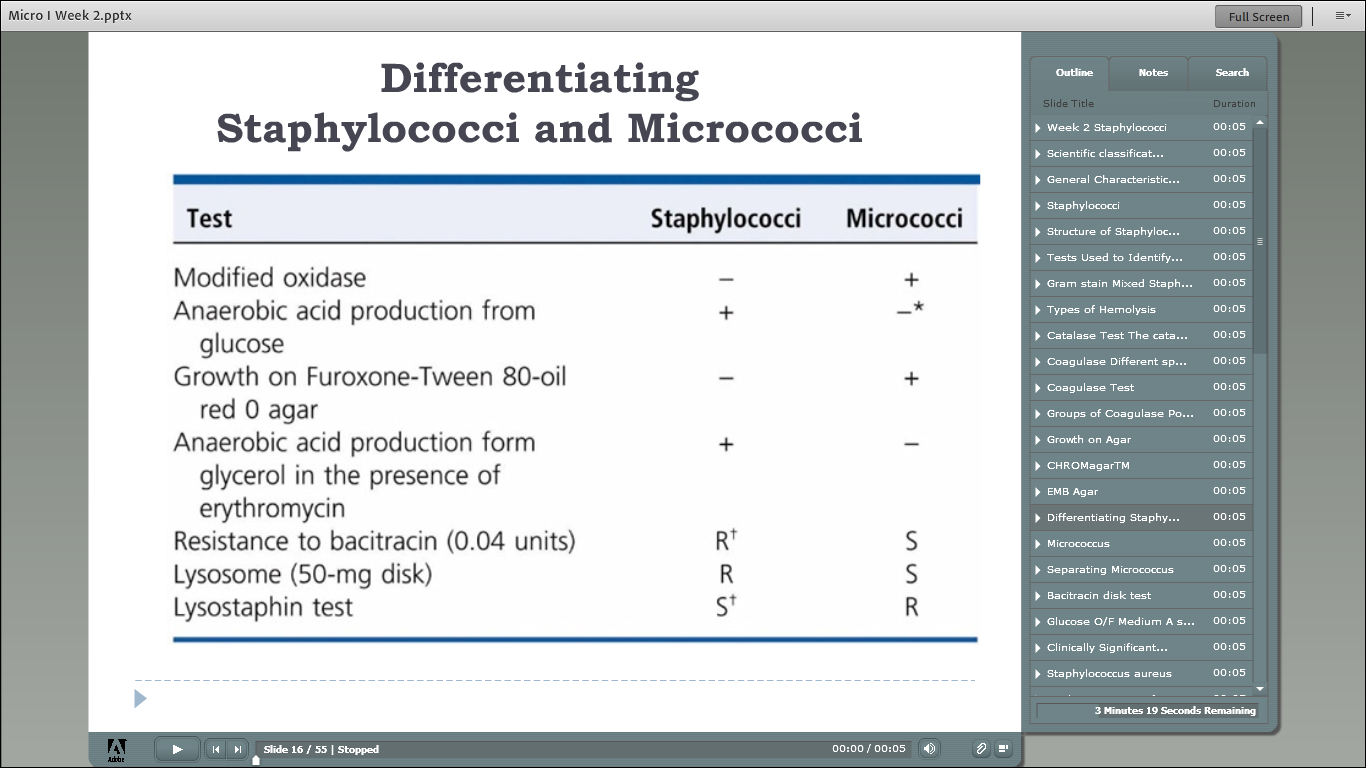 Micro I Week 2.pptx
Full Screen
Differentiating
Staphylococci and Micrococci
Test Staphylococci Micrococci
Modified oxidase – +
Anaerobic acid production from + –*
glucose
Growth on Furoxone-Tween 80-oil – +
red 0 agar
Anaerobic acid production form + –
glycerol in the presence of
erythromycin
Resistance to bacitracin (0.04 units) R† S
Lysosome (50-mg disk) R S
Lysostaphin test S† R
Outline Notes Search
Slide Title Duration
Week 2 Staphylococci 00:05
Scientific classificat... 00:05
General Characteristic... 00:05
Staphylococci 00:05
Structure of Staphyloc... 00:05
Tests Used to Identify... 00:05
Gram stain Mixed Staph... 00:05
Types of Hemolysis 00:05
Catalase Test The cata... 00:05
Coagulase Different sp... 00:05
Coagulase Test 00:05
Groups of Coagulase Po... 00:05
Growth on Agar 00:05
CHROMagarTM 00:05
EMB Agar 00:05
Differentiating Staphy... 00:05
Micrococcus 00:05
Separating Micrococcus 00:05
Bacitracin disk test 00:05
Glucose O/F Medium A s... 00:05
Clinically Significant... 00:05
Staphylococcus aureus 00:05
3 Minutes 19 Seconds Remaining
Adobe
Slide 16 / 55 | Stopped 00:00 / 00:05